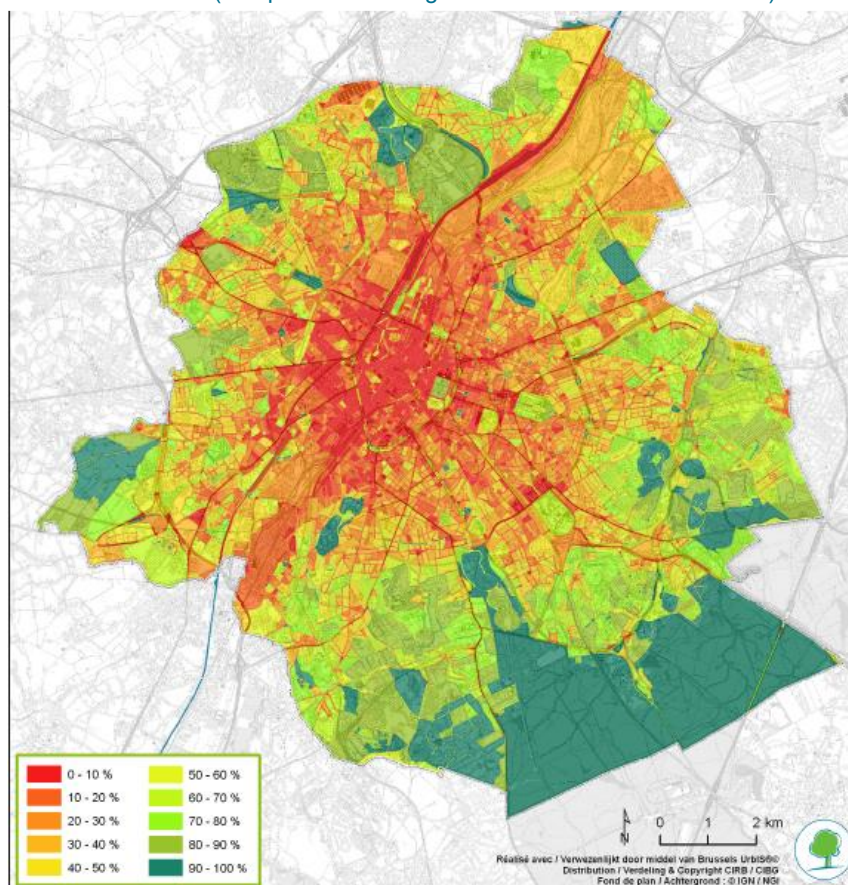 0 - 10 %
10 - 20 %
20 - 30 %
30 - 40 %
40 - 50 %
50 - 60 %
60 - 70 %
70 - 80 %
80 - 90 %
90 - 100 %
N
0 1 2 km
Réalisé avec / Verwezenlijkt door middel van Brussels UrbIS®©
Distribution / Verdeling & Copyright CIRB / CIBG
Fond de plan / Achtergrond : © IGN / NGI